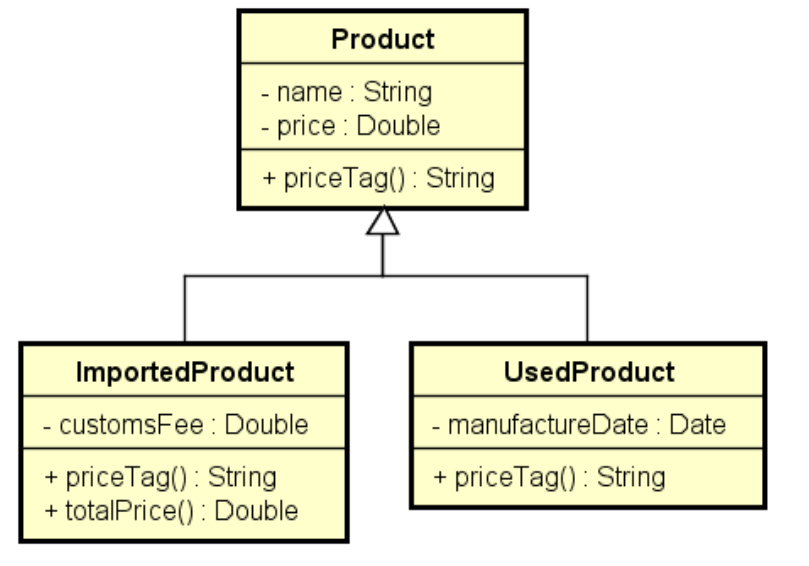 Product
- name : String
- price : Double
+ priceTag() : String
ImportedProduct
- customsFee : Double
+ priceTag() : String
+ totalPrice() : Double
UsedProduct
- manufactureDate : Date
+ priceTag() : String